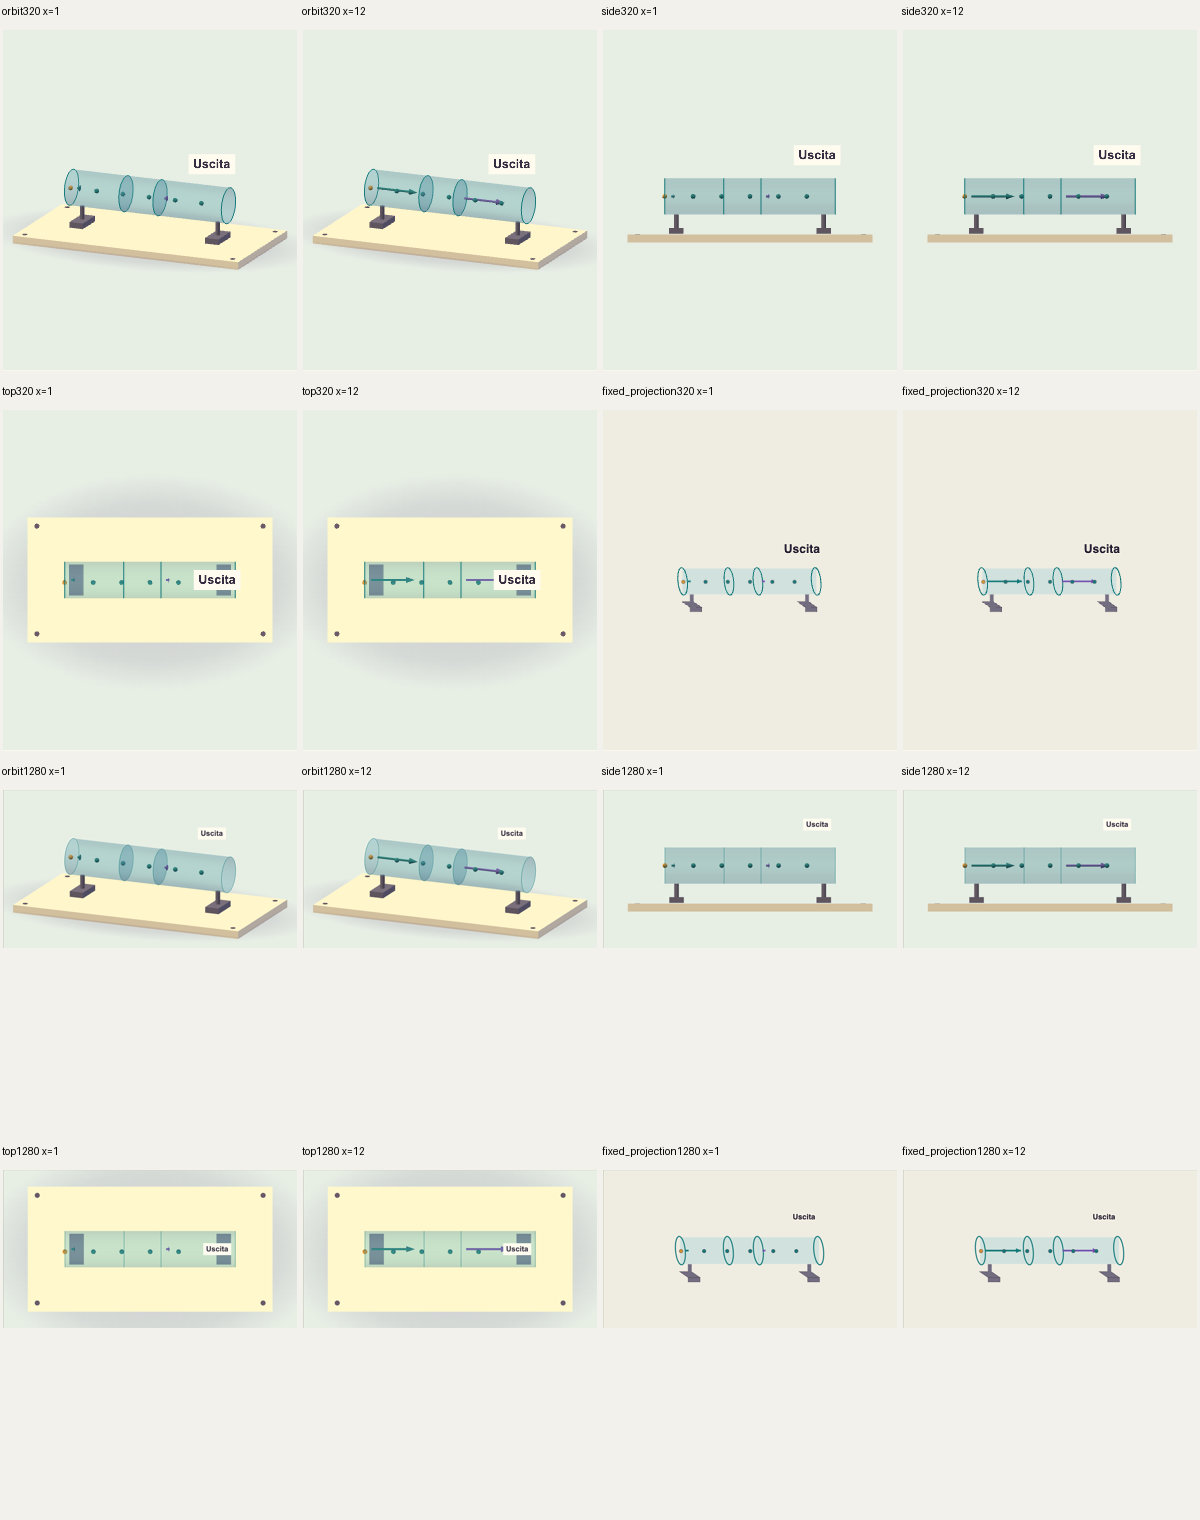 orbit320 x=1
orbit320 x=12
side320 x=1
side320 x=12
Uscita
Uscita
Uscita
Uscita
top320 x=1
top320 x=12
fixed_projection320 x=1
fixed_projection320 x=12
Uscita
Uscita
Uscita
Uscita
orbit1280 x=1
orbit1280 x=12
side1280 x=1
side1280 x=12
Uscita
Uscita
Uscita
Uscita
top1280 x=1
top1280 x=12
fixed_projection1280 x=1
fixed_projection1280 x=12
Uscita
Uscita
Uscita
Uscita